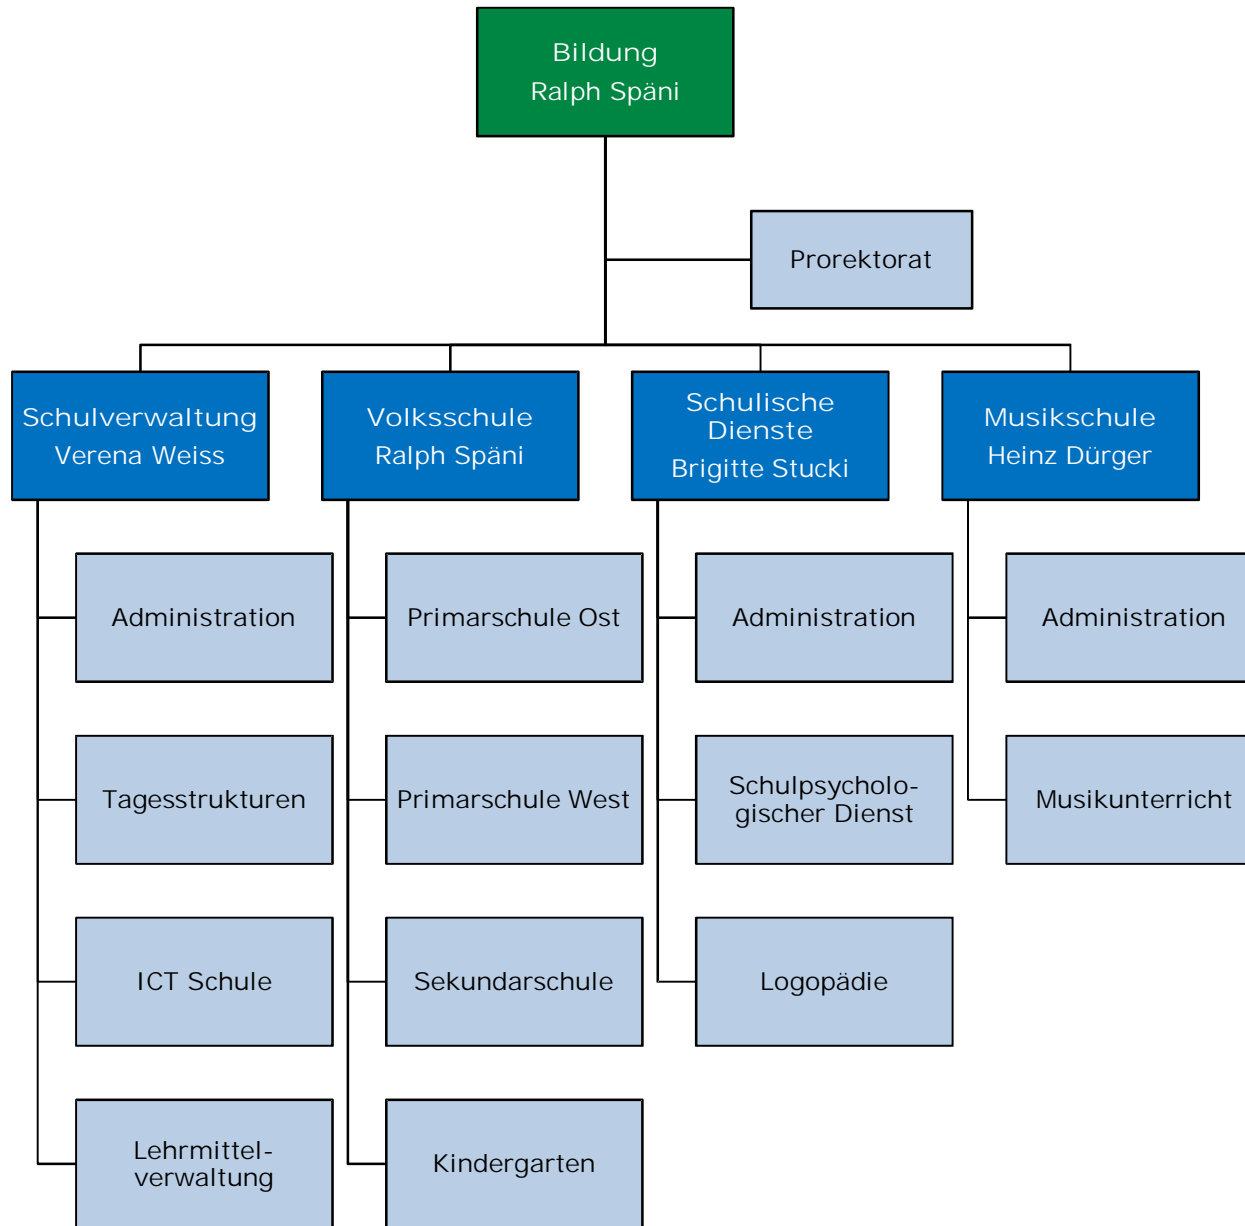 Bildung
Ralph Späni
Prorektorat
Schulverwaltung
Verena Weiss
Volksschule
Ralph Späni
Schulische
Dienste
Brigitte Stucki
Musikschule
Heinz Dürger
Administration
Primarschule Ost
Administration
Administration
Tagesstrukturen
Primarschule West
Schulpsycholo-
gischer Dienst
Musikunterricht
ICT Schule
Sekundarschule
Logopädie
Lehrmittel-
verwaltung
Kindergarten